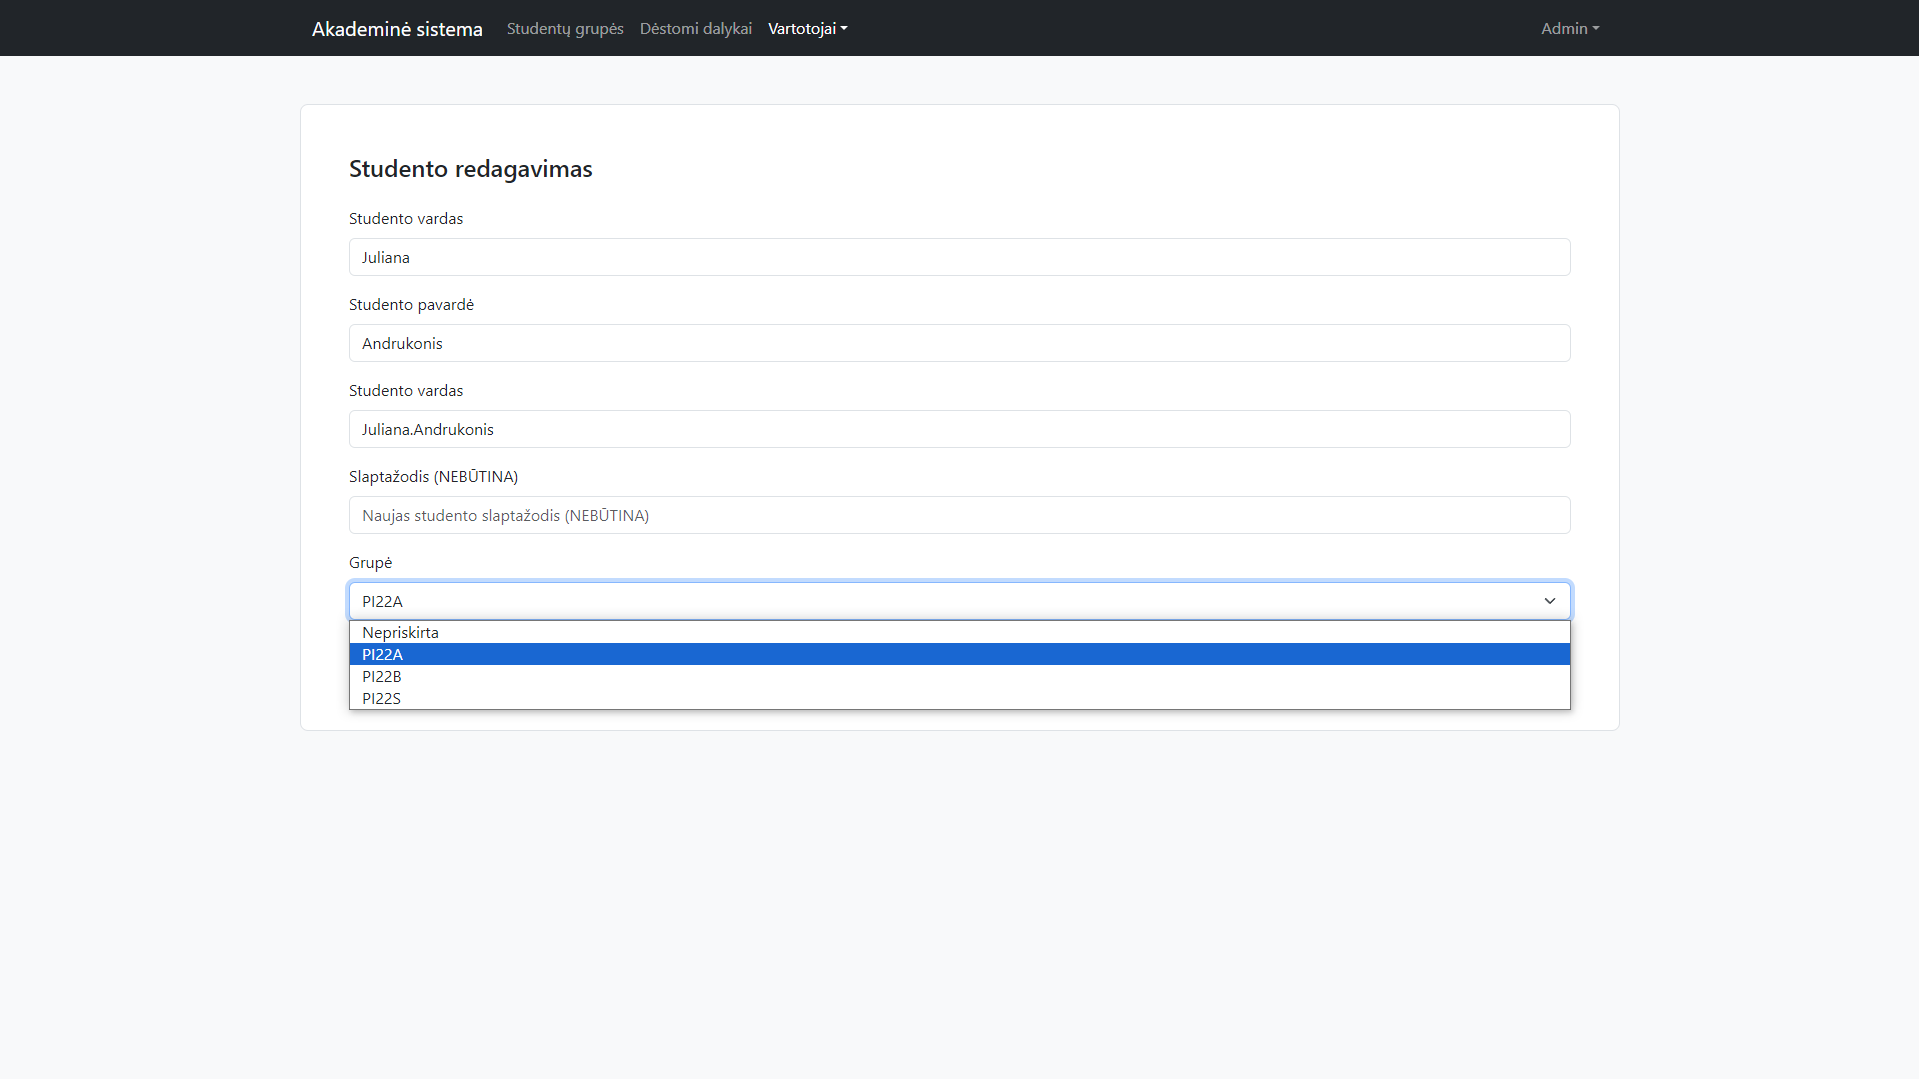 Akademinė sistema Studentų grupės Dėstomi dalykai Vartotojai Admin
Studento redagavimas
Studento vardas
Juliana
Studento pavardė
Andrukonis
Studento vardas
Juliana.Andrukonis
Slaptažodis (NEBŪTINA)
Naujas studento slaptažodis (NEBŪTINA)
Grupė
PI22A
Nepriskirta
PI22A
PI22B
PI22S